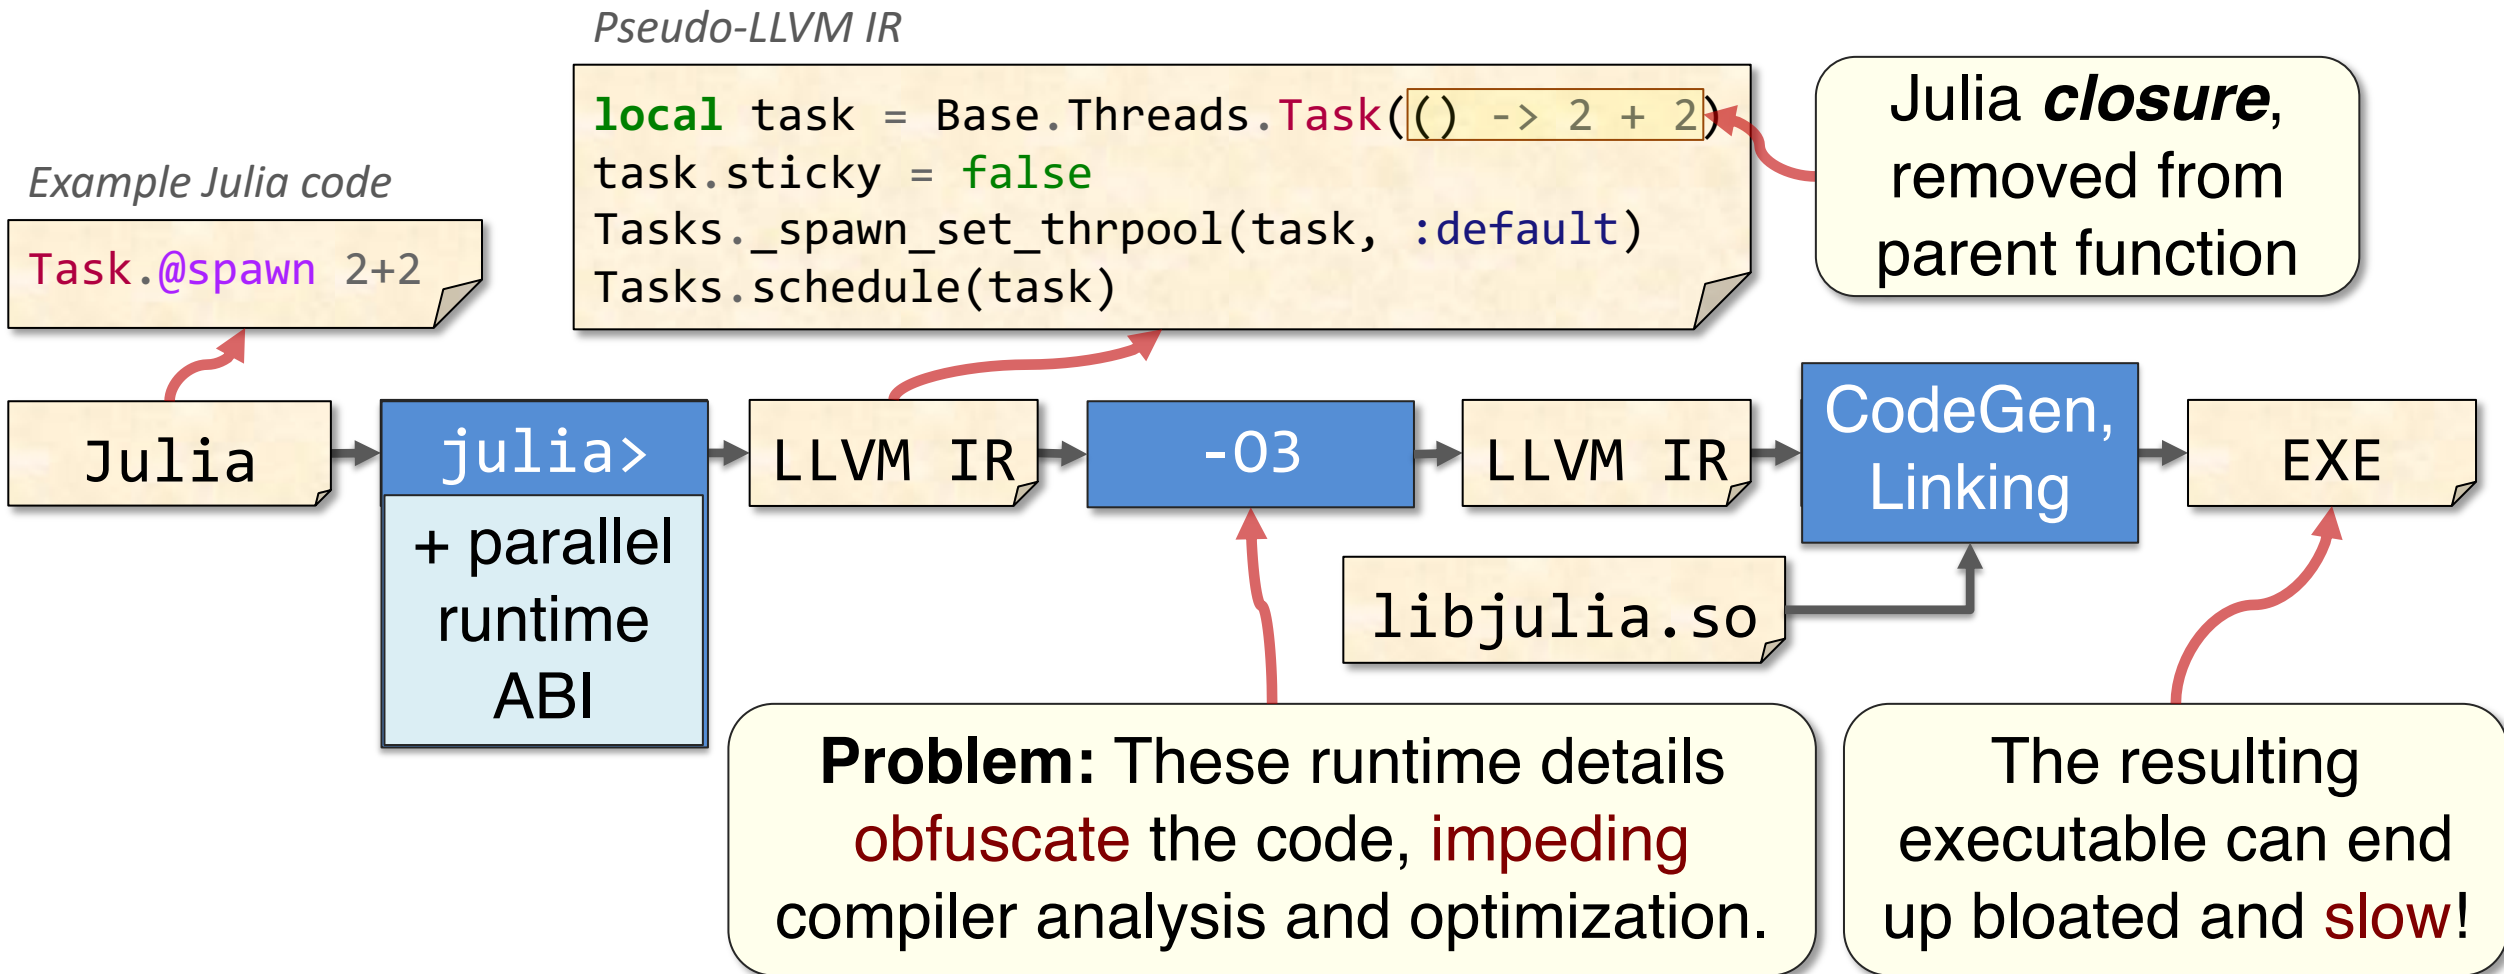 Pseudo-LLVM IR
local task = Base.Threads.Task(() -> 2 + 2)
task.sticky = false
Tasks._spawn_set_thrpool(task, :default)
Tasks.schedule(task)
Julia closure,
removed from
parent function
Example Julia code
Task.@spawn 2+2
Julia
julia>
+ parallel
runtime
ABI
LLVM IR
-O3
LLVM IR
CodeGen,
Linking
EXE
libjulia.so
Problem: These runtime details
obfuscate the code, impeding
compiler analysis and optimization.
The resulting
executable can end
up bloated and slow!